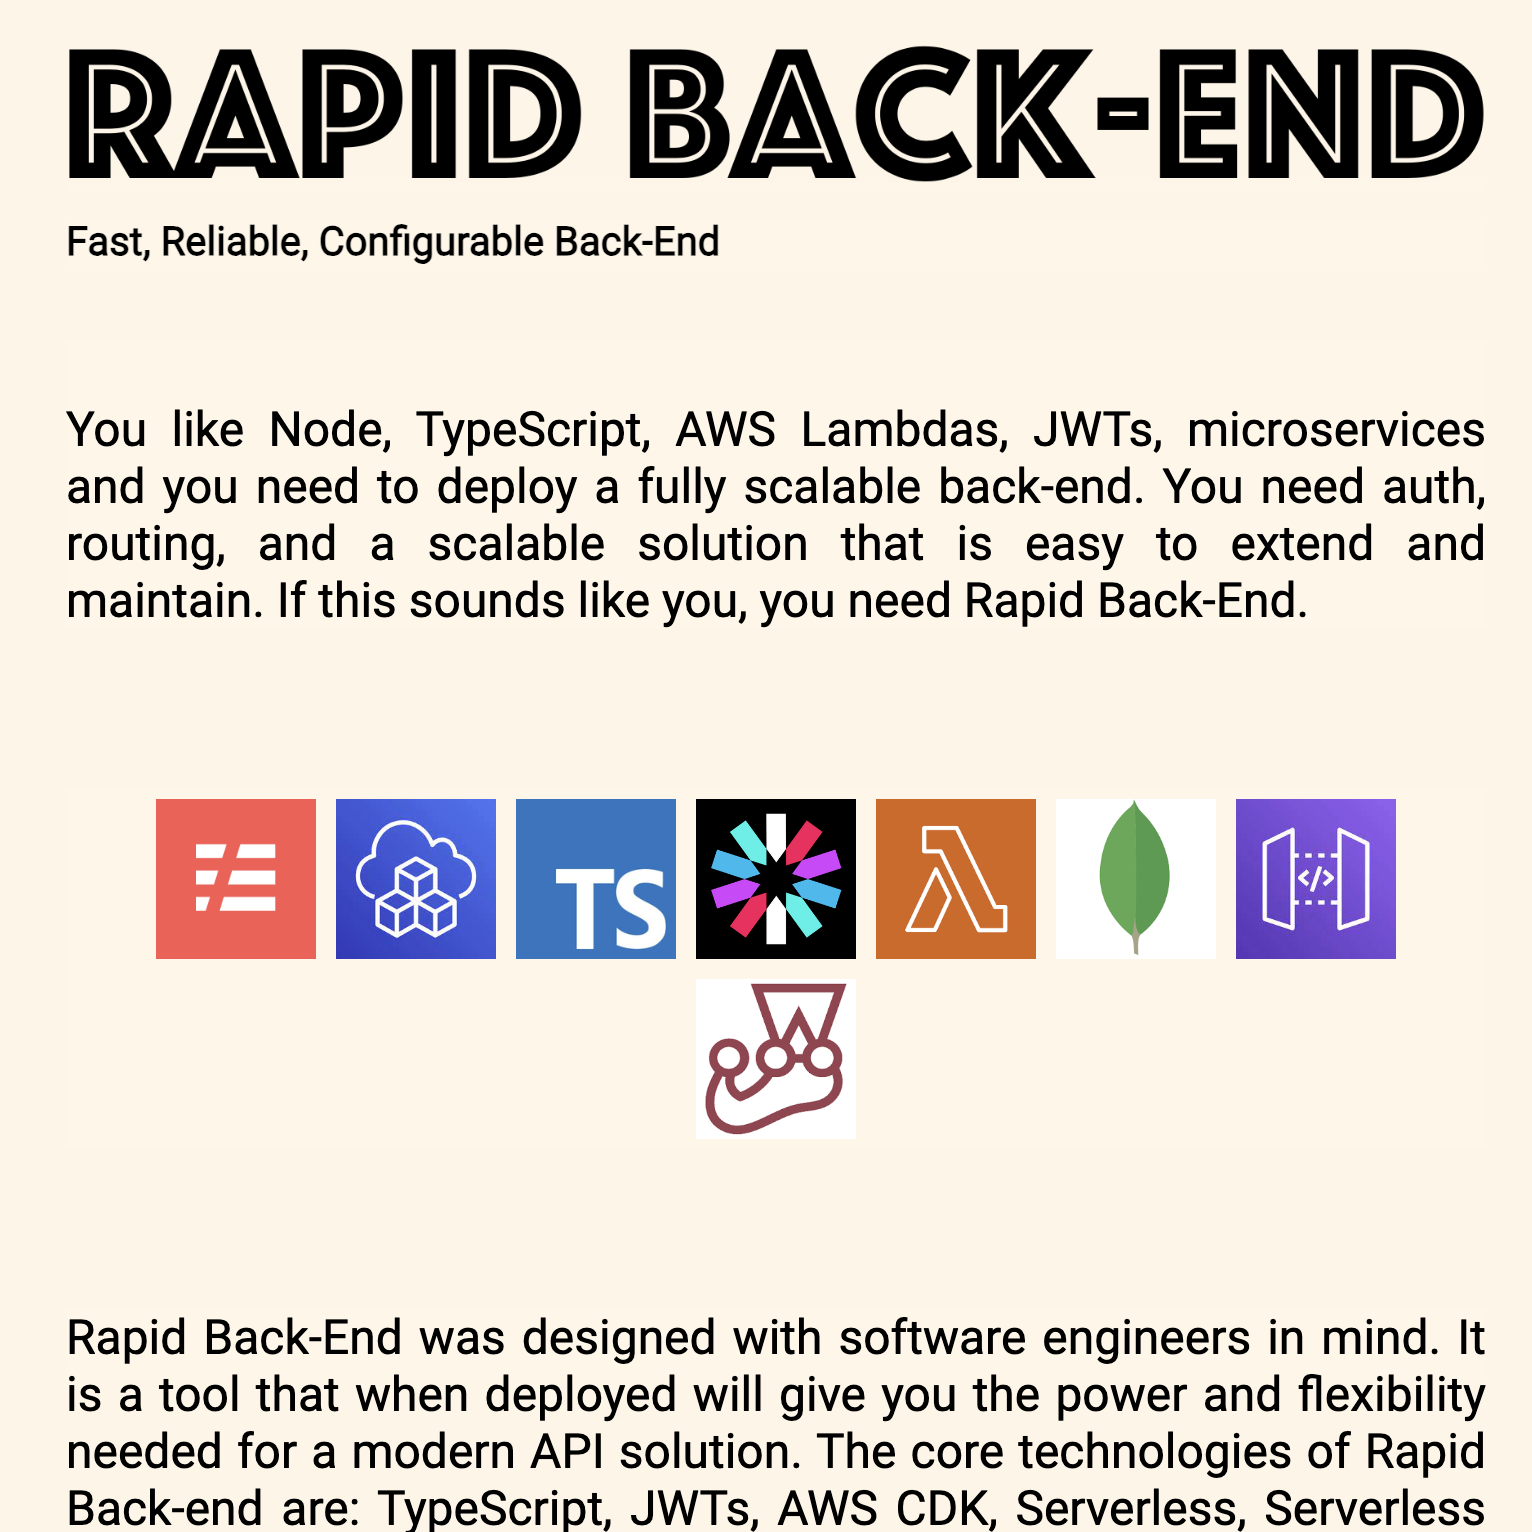 RAPID BACK-END
Fast, Reliable, Configurable Back-End
You like Node, TypeScript, AWS Lambdas, JWTs, microservices
and you need to deploy a fully scalable back-end. You need auth,
routing, and a scalable solution that is easy to extend and
maintain. If this sounds like you, you need Rapid Back-End.
TS
</>
Rapid Back-End was designed with software engineers in mind. It
is a tool that when deployed will give you the power and flexibility
needed for a modern API solution. The core technologies of Rapid
Back-end are: TypeScript, JWTs, AWS CDK, Serverless, Serverless